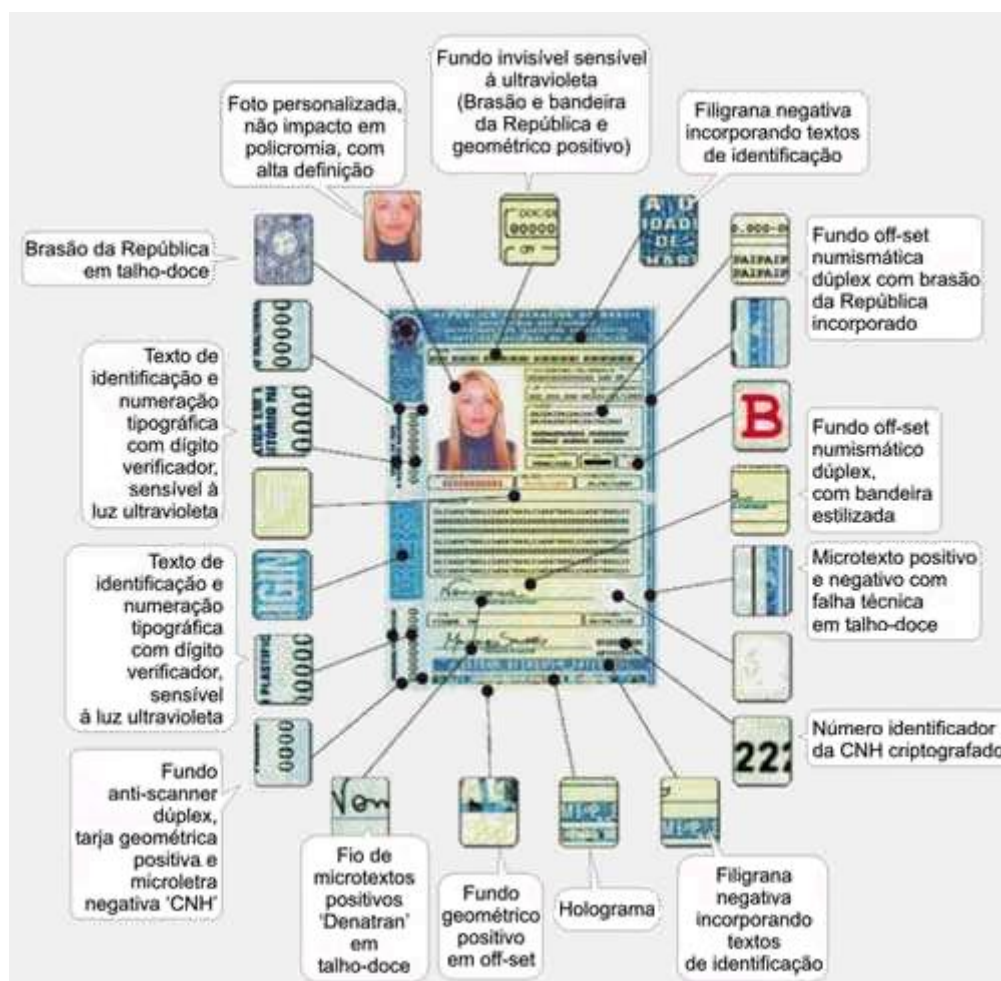 Fundo invisível sensível
á ultravioleta
(Brasão e bandeira
da República e
geométrico positivo)
Foto personalizada,
não impacto em
policromia, com
alta definição
Filigrana negativa
incorporando textos
de identificação
Brasão da República
em talho-doce
Fundo off-set
numismática
dúplex com brasão
da República
incorporado
Texto de
identificação e
numeração
tipográfica
com dígito
verificador,
sensível à
luz ultravioleta
B
Fundo off-set
numismático
dúplex,
com bandeira
estilizada
Texto de
identificação e
numeração
tipográfica
com dígito
verificador,
sensível
à luz ultravioleta
Microtexto positivo
e negativo com
falha técnica
em talho-doce
222
Número identificador
da CNH criptografado
Fundo
anti-scanner
dúplex,
tarja geométrica
positiva e
microletra
negativa 'CNH'
Fio de
microtextos
positivos
'Denatran'
em
talho-doce
Fundo
geométrico
positivo
em off-set
Holograma
Filigrana
negativa
incorporando
textos
de identificação